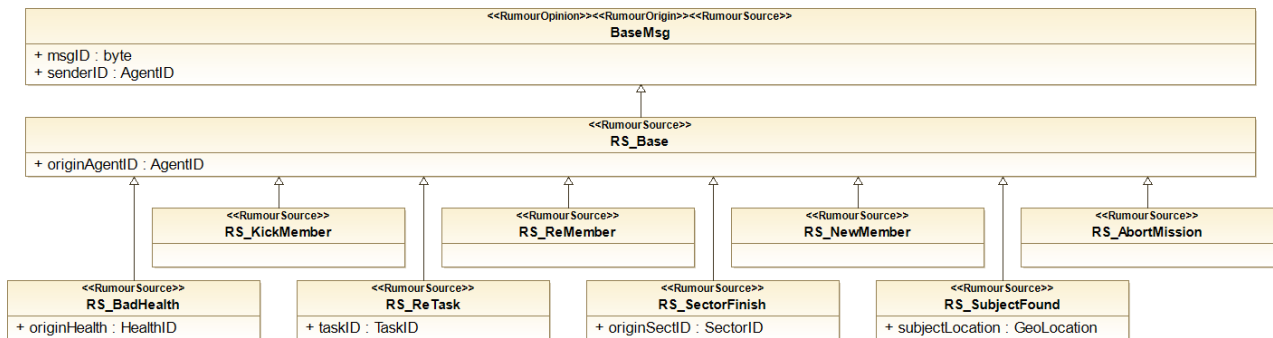 <<RumourOpinion>><<RumourOrigin>><<RumourSource>>
BaseMsg
+ msgID : byte
+ senderID : AgentID
<<RumourSource>>
RS_Base
+ originAgentID : AgentID
<<RumourSource>>
RS_KickMember
<<RumourSource>>
RS_ReMember
<<RumourSource>>
RS_NewMember
<<RumourSource>>
RS_AbortMission
<<RumourSource>>
RS_BadHealth
+ originHealth : HealthID
<<RumourSource>>
RS_ReTask
+ taskID : TaskID
<<RumourSource>>
RS_SectorFinish
+ originSectID : SectorID
<<RumourSource>>
RS_SubjectFound
+ subjectLocation : GeoLocation